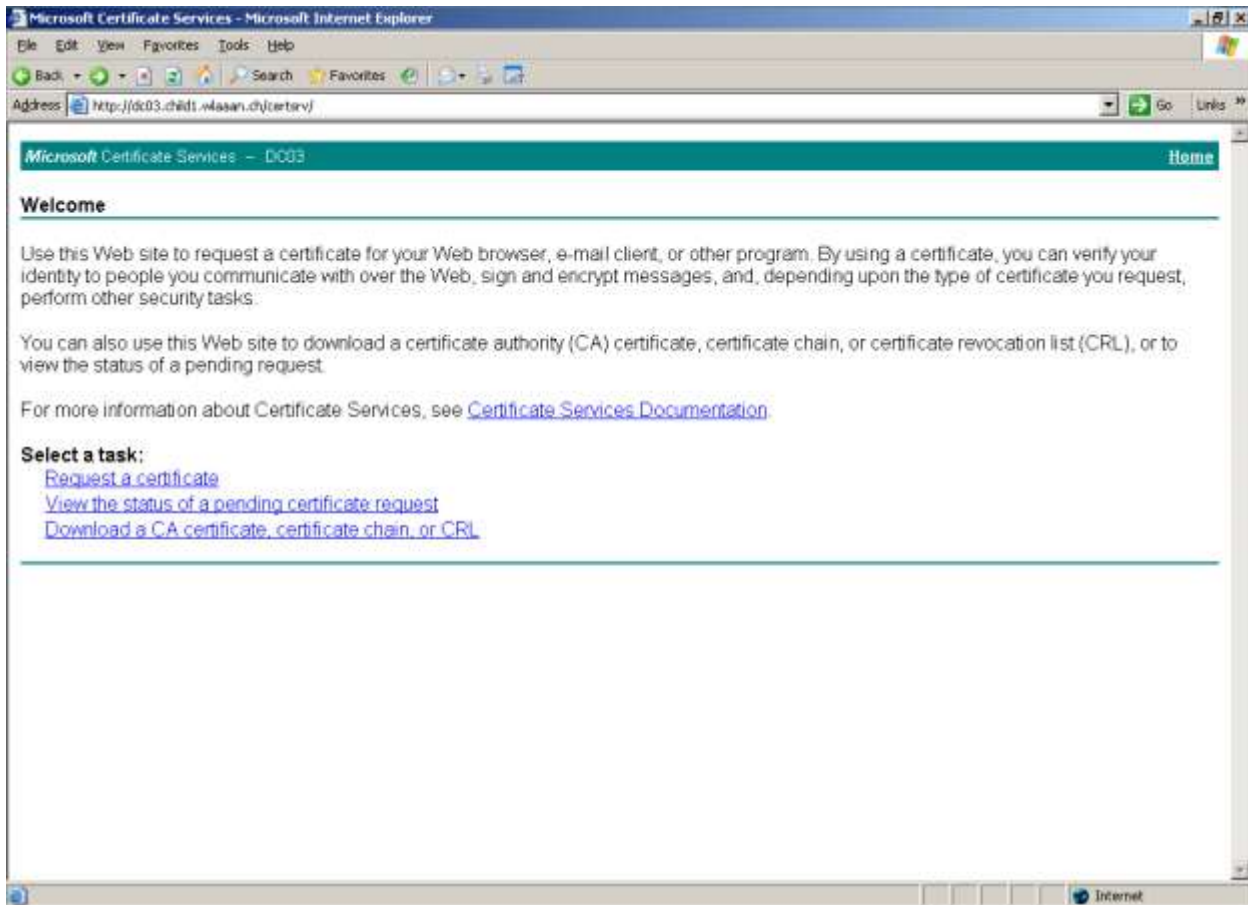 Microsoft Certificate Services - Microsoft Internet Explorer
File Edit View Favorites Tools Help
Back Search Favorites
Address http://dc03.child1.wlaaan.ch/certsrv/ Go Links »
Microsoft Certificate Services -- DC03 Home
Welcome
Use this Web site to request a certificate for your Web browser, e-mail client, or other program. By using a certificate, you can verify your
identity to people you communicate with over the Web, sign and encrypt messages, and, depending upon the type of certificate you request,
perform other security tasks.
You can also use this Web site to download a certificate authority (CA) certificate, certificate chain, or certificate revocation list (CRL), or to
view the status of a pending request.
For more information about Certificate Services, see Certificate Services Documentation.
Select a task:
Request a certificate
View the status of a pending certificate request
Download a CA certificate, certificate chain, or CRL
Internet